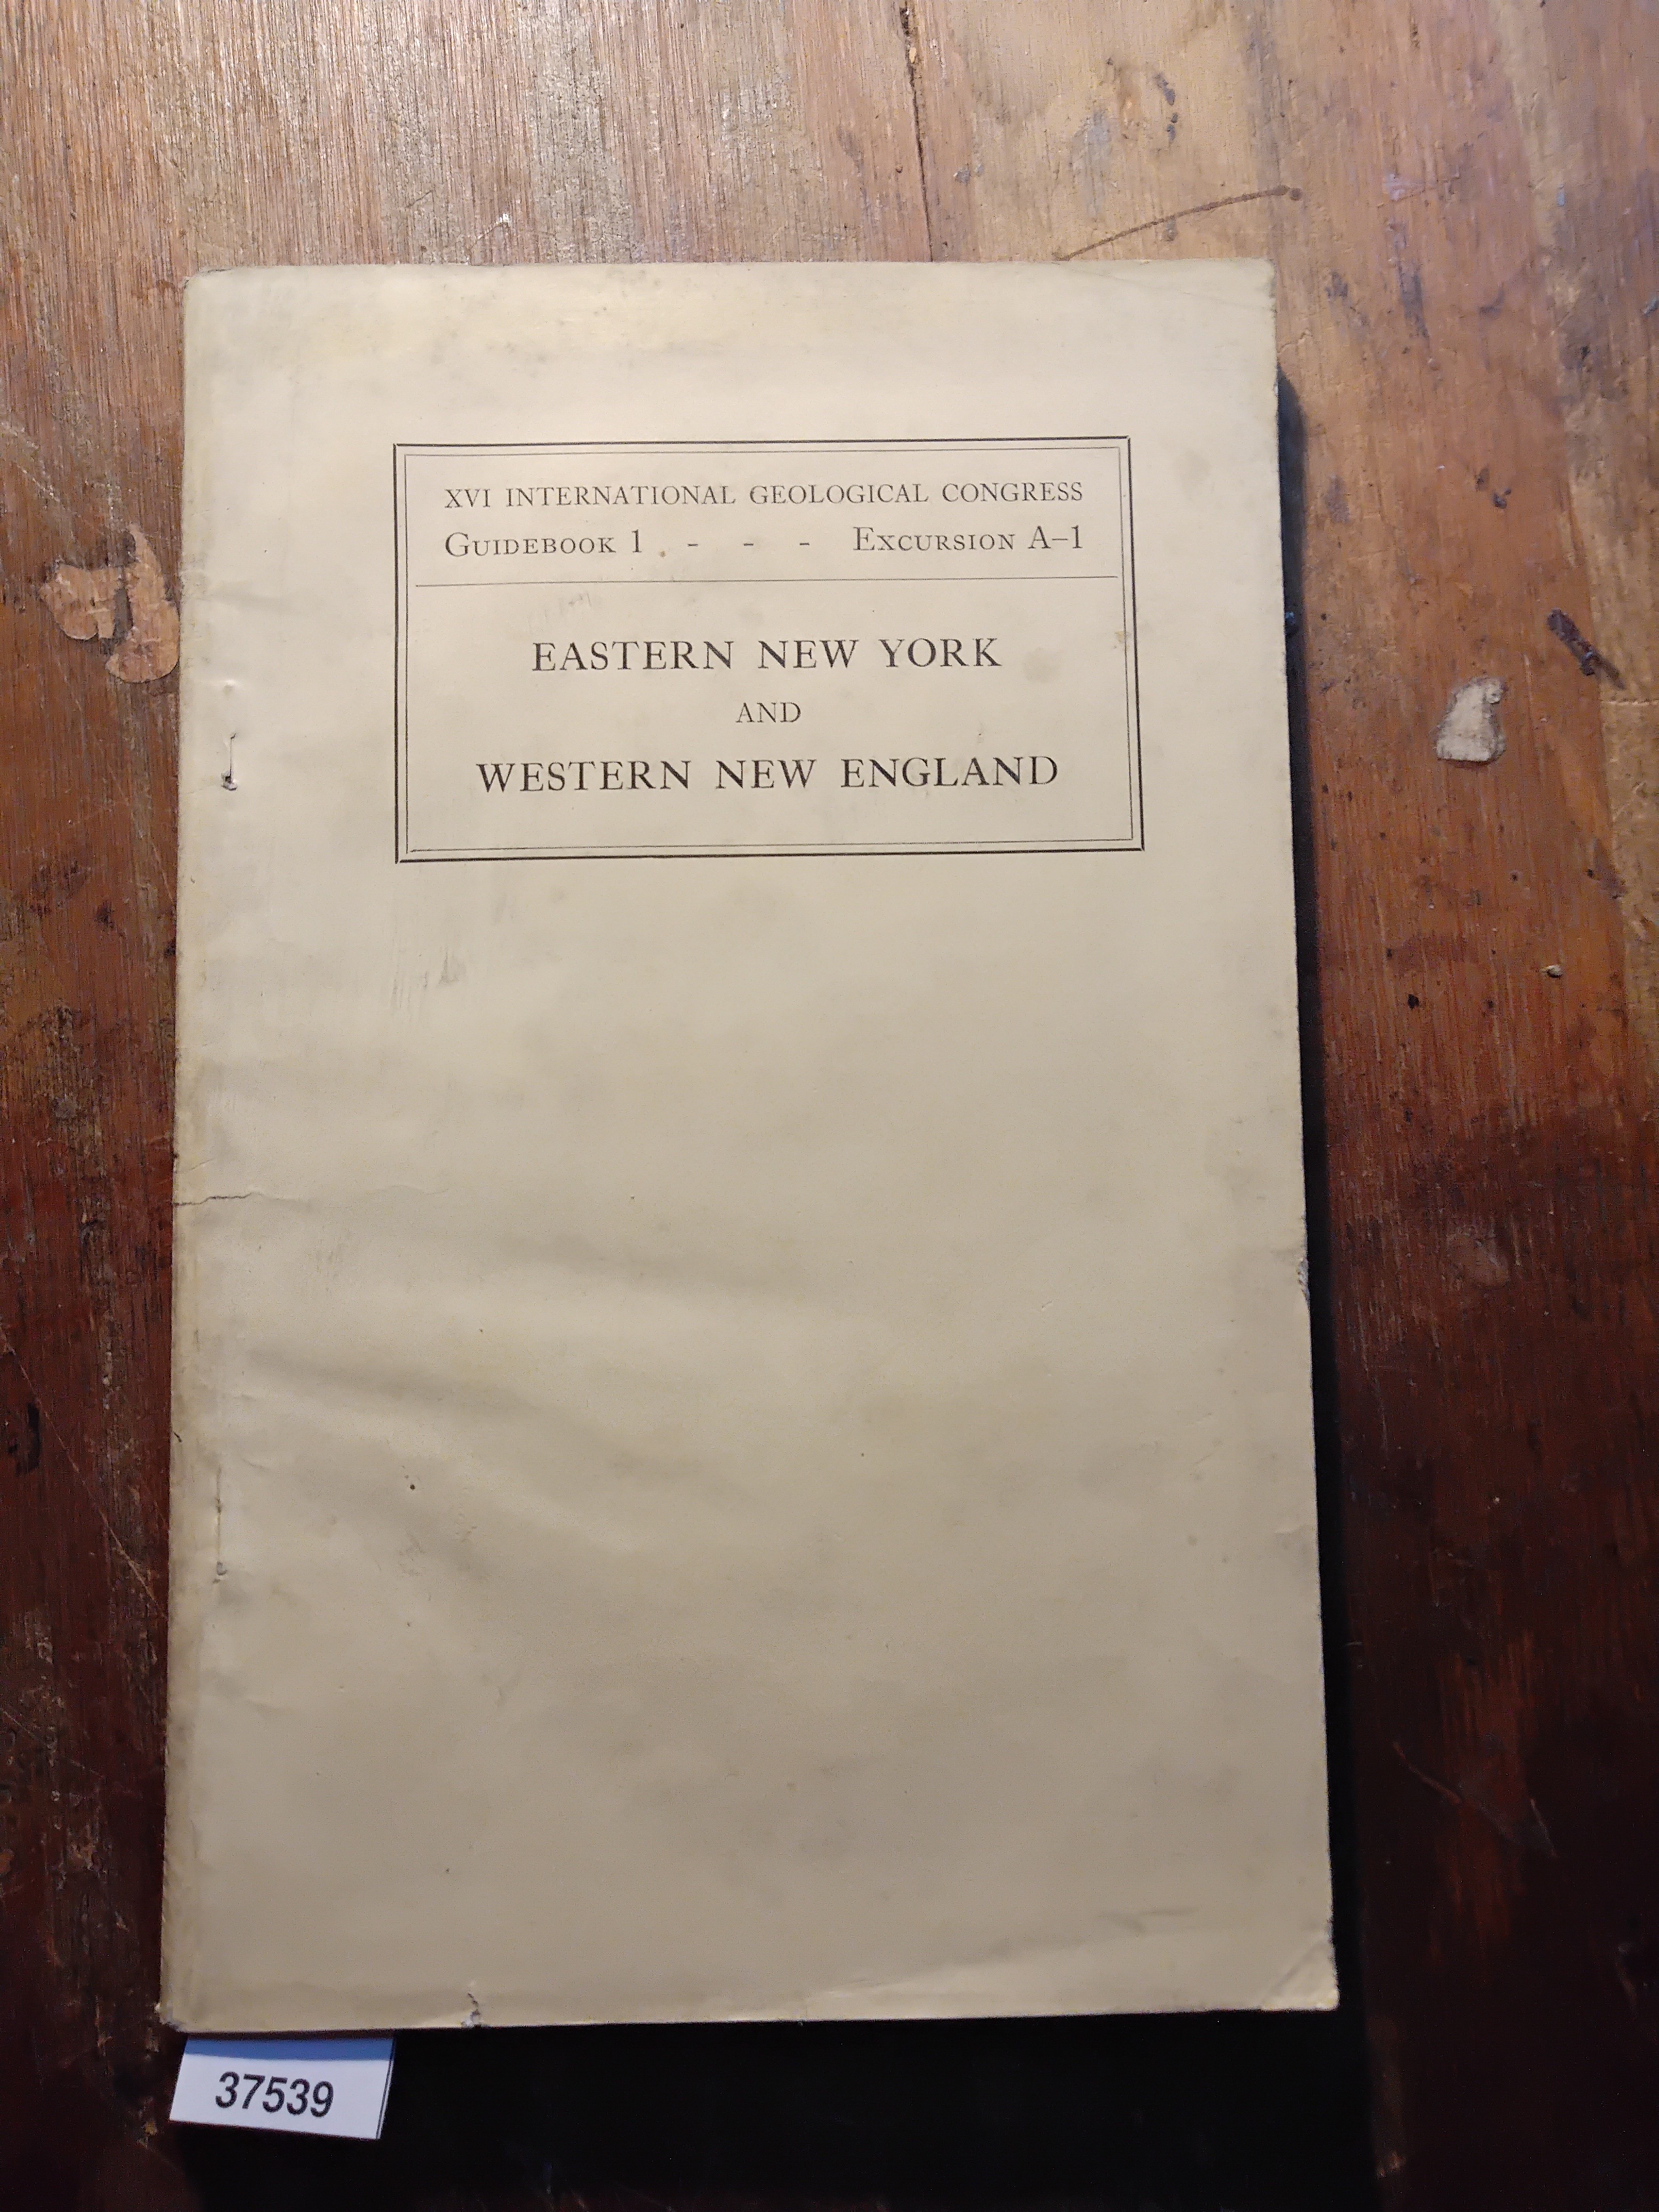 XVI INTERNATIONAL GEOLOGICAL CONGRESS
GUIDEBOOK 1 - - - EXCURSION A–1
EASTERN NEW YORK
AND
WESTERN NEW ENGLAND
37539